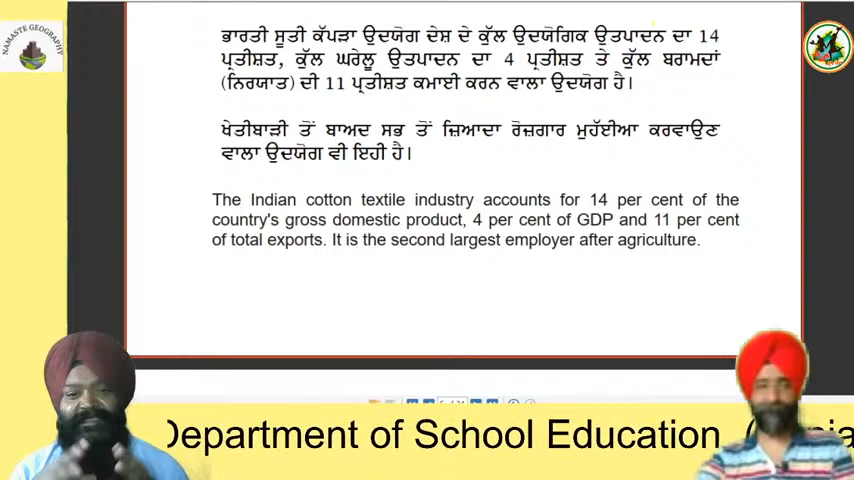 NAMASTE GEOGRAPHY
ਭਾਰਤੀ ਸੂਤੀ ਕੱਪੜਾ ਉਦਯੋਗ ਦੇਸ਼ ਦੇ ਕੁੱਲ ਉਦਯੋਗਿਕ ਉਤਪਾਦਨ ਦਾ 14
ਪ੍ਰਤੀਸ਼ਤ, ਕੁੱਲ ਘਰੇਲੂ ਉਤਪਾਦਨ ਦਾ 4 ਪ੍ਰਤੀਸ਼ਤ ਤੇ ਕੁੱਲ ਬਰਾਮਦਾਂ
(ਨਿਰਯਾਤ) ਦੀ 11 ਪ੍ਰਤੀਸ਼ਤ ਕਮਾਈ ਕਰਨ ਵਾਲਾ ਉਦਯੋਗ ਹੈ।
ਖੇਤੀਬਾੜੀ ਤੋਂ ਬਾਅਦ ਸਭ ਤੋਂ ਜ਼ਿਆਦਾ ਰੋਜ਼ਗਾਰ ਮੁਹੱਈਆ ਕਰਵਾਉਣ
ਵਾਲਾ ਉਦਯੋਗ ਵੀ ਇਹੀ ਹੈ।
The Indian cotton textile industry accounts for 14 per cent of the
country's gross domestic product, 4 per cent of GDP and 11 per cent
of total exports. It is the second largest employer after agriculture.
Department of School Education,